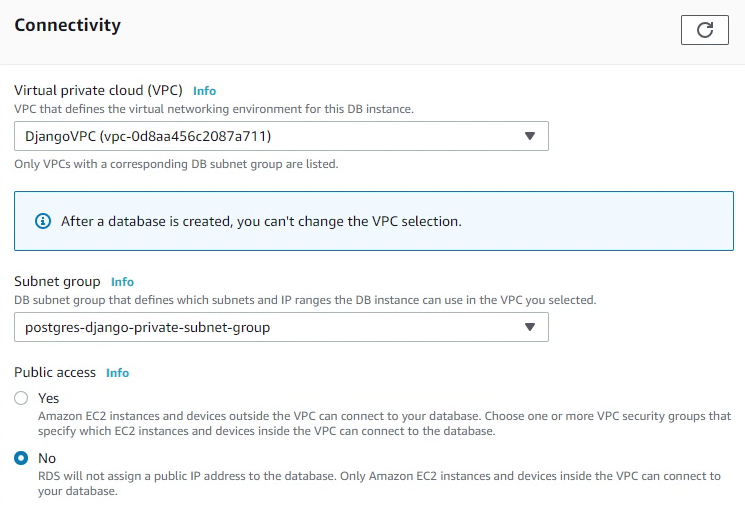 Connectivity
Virtual private cloud (VPC) Info
VPC that defines the virtual networking environment for this DB instance.
DjangoVPC (vpc-0d8aa456c2087a711)
Only VPCs with a corresponding DB subnet group are listed.
After a database is created, you can't change the VPC selection.
Subnet group Info
DB subnet group that defines which subnets and IP ranges the DB instance can use in the VPC you selected.
postgres-django-private-subnet-group
Public access Info
Yes
Amazon EC2 instances and devices outside the VPC can connect to your database. Choose one or more VPC security groups that
specify which EC2 instances and devices inside the VPC can connect to the database.
No
RDS will not assign a public IP address to the database. Only Amazon EC2 instances and devices inside the VPC can connect to
your database.